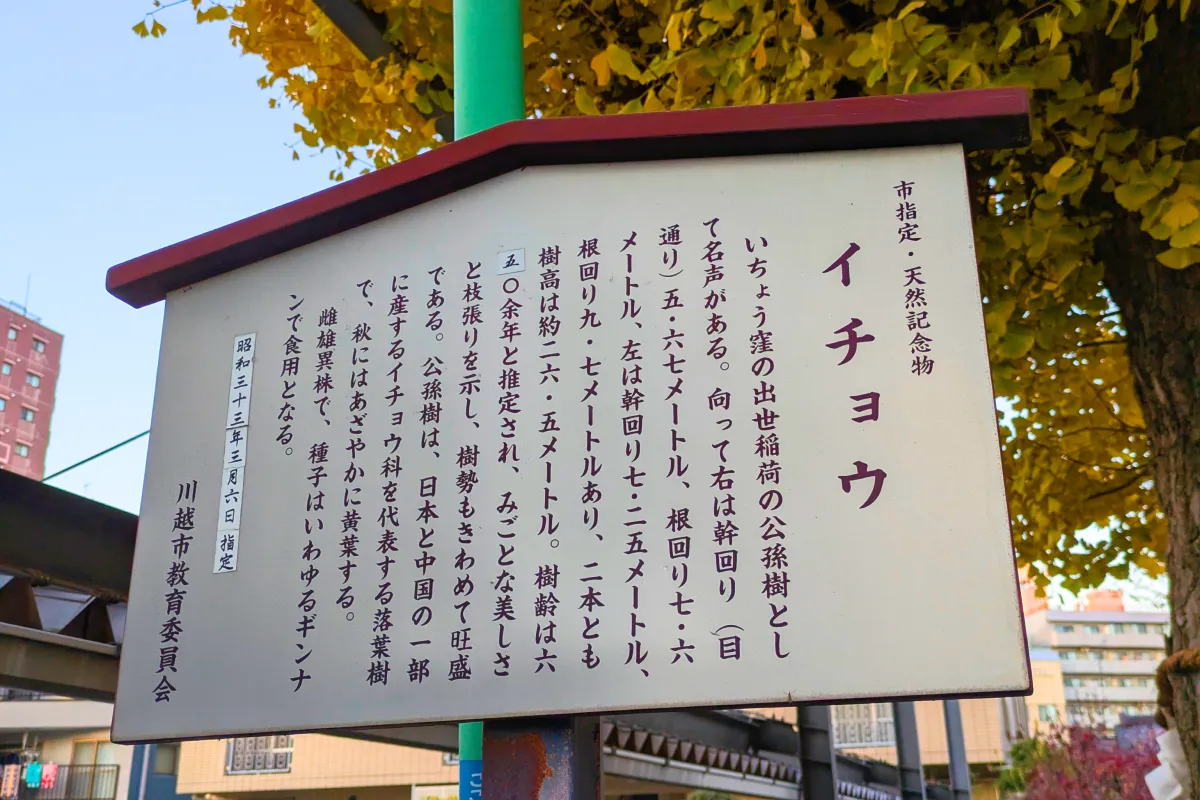 市指定・天然記念物
イチョウ
いちょう窪の出世稲荷の公孫樹とし
て名声がある。向って右は幹回り（目
通り）五・六七メートル、根回り七・六
メートル、左は幹回り七・二五メートル、
根回り九・七メートルあり、二本とも
樹高は約二六・五メートル。樹齢は六
五〇余年と推定され、みごとな美しさ
と枝張りを示し、樹勢もきわめて旺盛
である。公孫樹は、日本と中国の一部
に産するイチョウ科を代表する落葉樹
で、秋にはあざやかに黄葉する。
雌雄異株で、種子はいわゆるギンナ
ンで食用となる。
昭和三十三年三月六日指定
川越市教育委員会